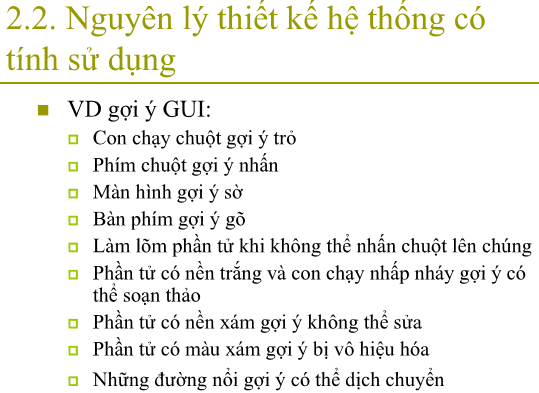 2.2. Nguyên lý thiết kế hệ thống có
tính sử dụng
VD gợi ý GUI:
Con chạy chuột gợi ý trỏ
Phím chuột gợi ý nhấn
Màn hình gợi ý sờ
Bàn phím gợi ý gõ
Làm lõm phần tử khi không thể nhấn chuột lên chúng
Phần tử có nền trắng và con chạy nhấp nháy gợi ý có
thể soạn thảo
Phần tử có nền xám gợi ý không thể sửa
Phần tử có màu xám gợi ý bị vô hiệu hóa
Những đường nổi gợi ý có thể dịch chuyển